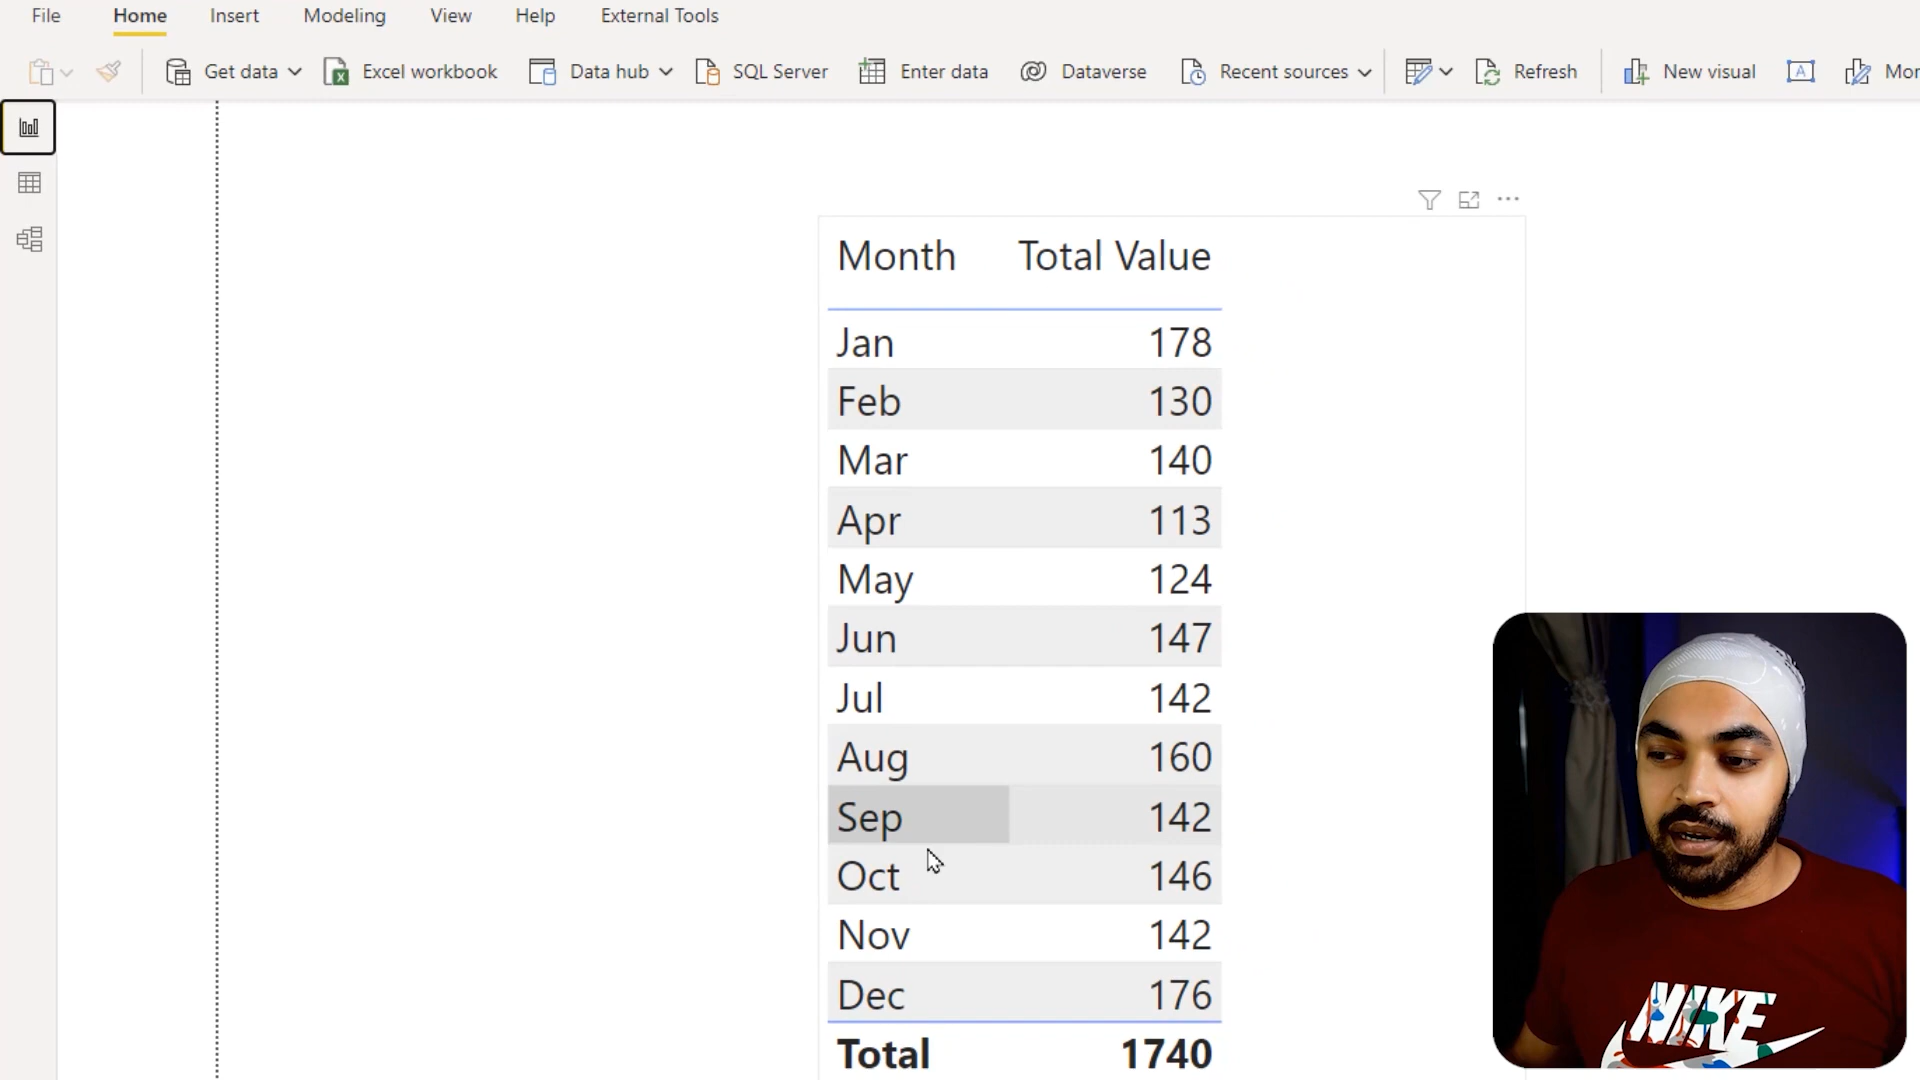 File Home Insert Modeling View Help External Tools
Get data Excel workbook Data hub SQL Server Enter data Dataverse Recent sources Refresh New visual A Mor
Month Total Value
Jan 178
Feb 130
Mar 140
Apr 113
May 124
Jun 147
Jul 142
Aug 160
Sep 142
Oct 146
Nov 142
Dec 176
Total 1740
NIKE